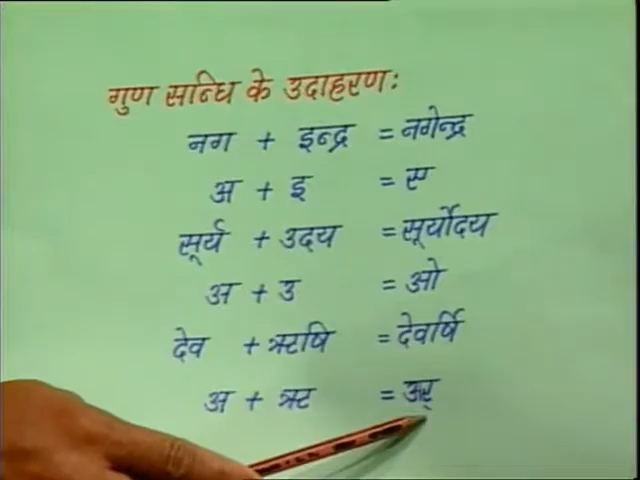 गुण सन्धि के उदाहरण:
नग + इन्द्र = नगेन्द्र
अ + इ = ए
सूर्य + उदय = सूर्योदय
अ + उ = ओ
देव + ऋषि = देवर्षि
अ + ऋ = अर्